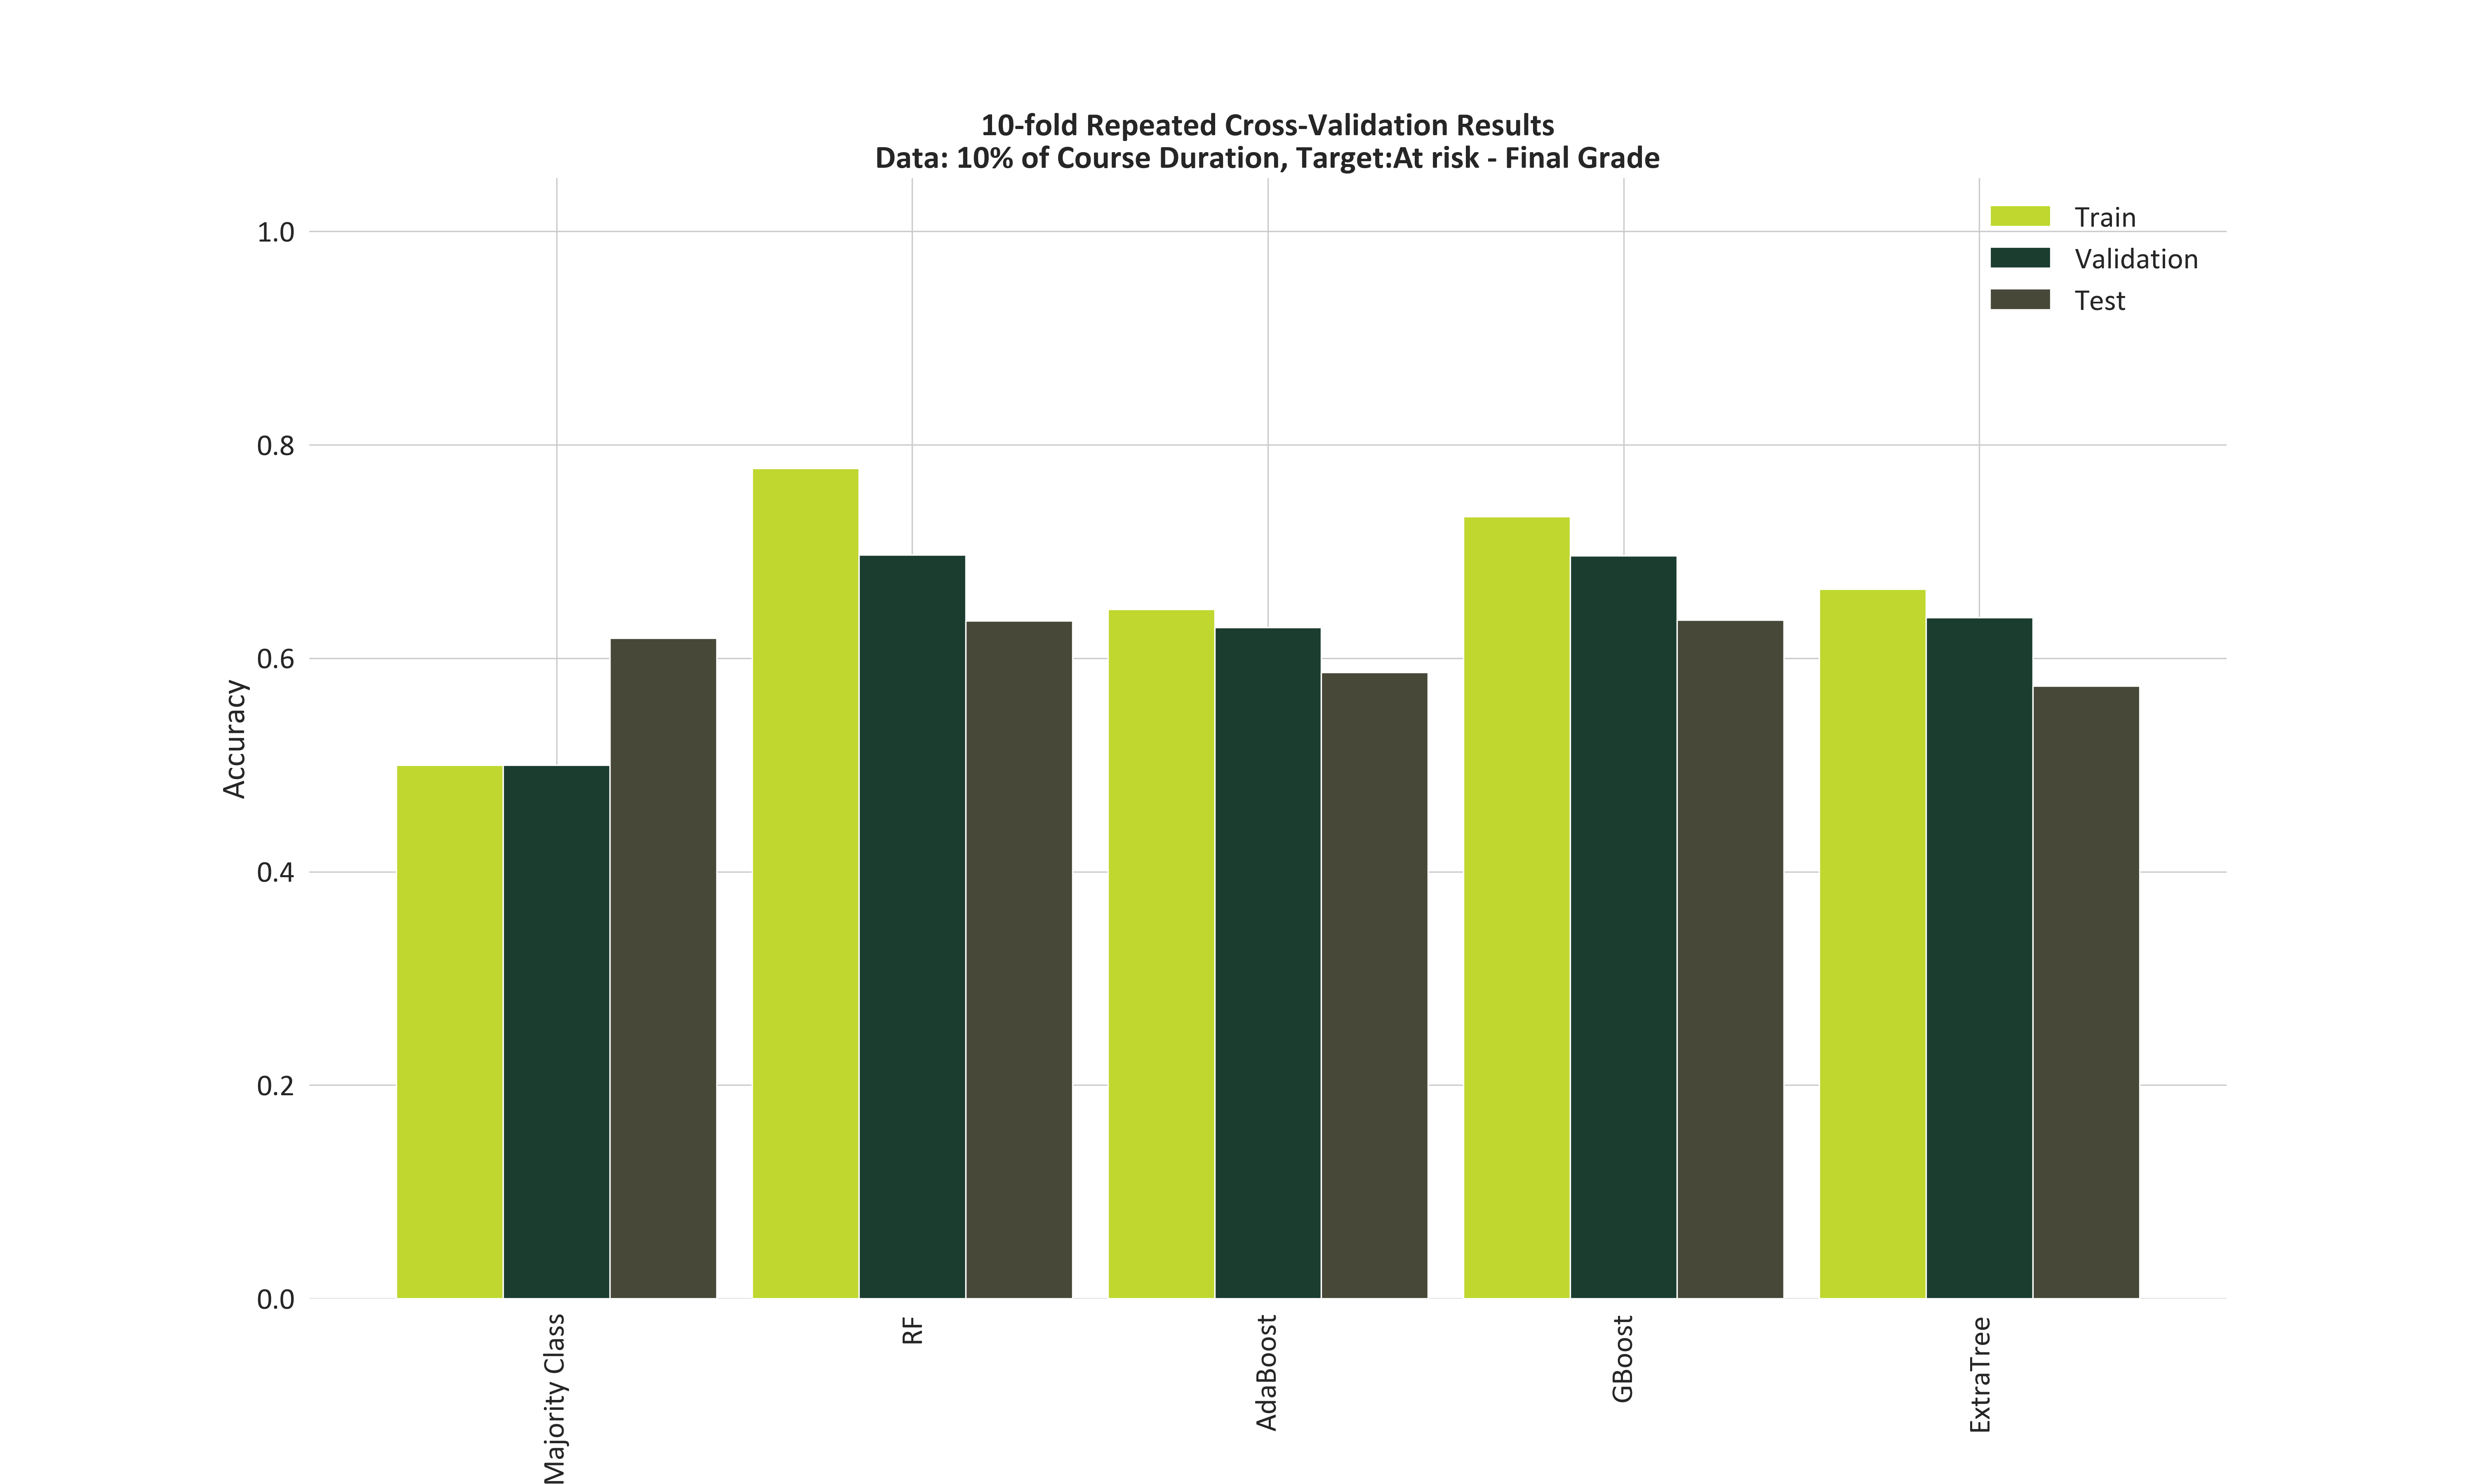 10-fold Repeated Cross-Validation Results
Data: 10% of Course Duration, Target:At risk - Final Grade
Train
Validation
Test
Accuracy
1.0
0.8
0.6
0.4
0.2
0.0
Majority Class
RF
AdaBoost
GBoost
ExtraTree